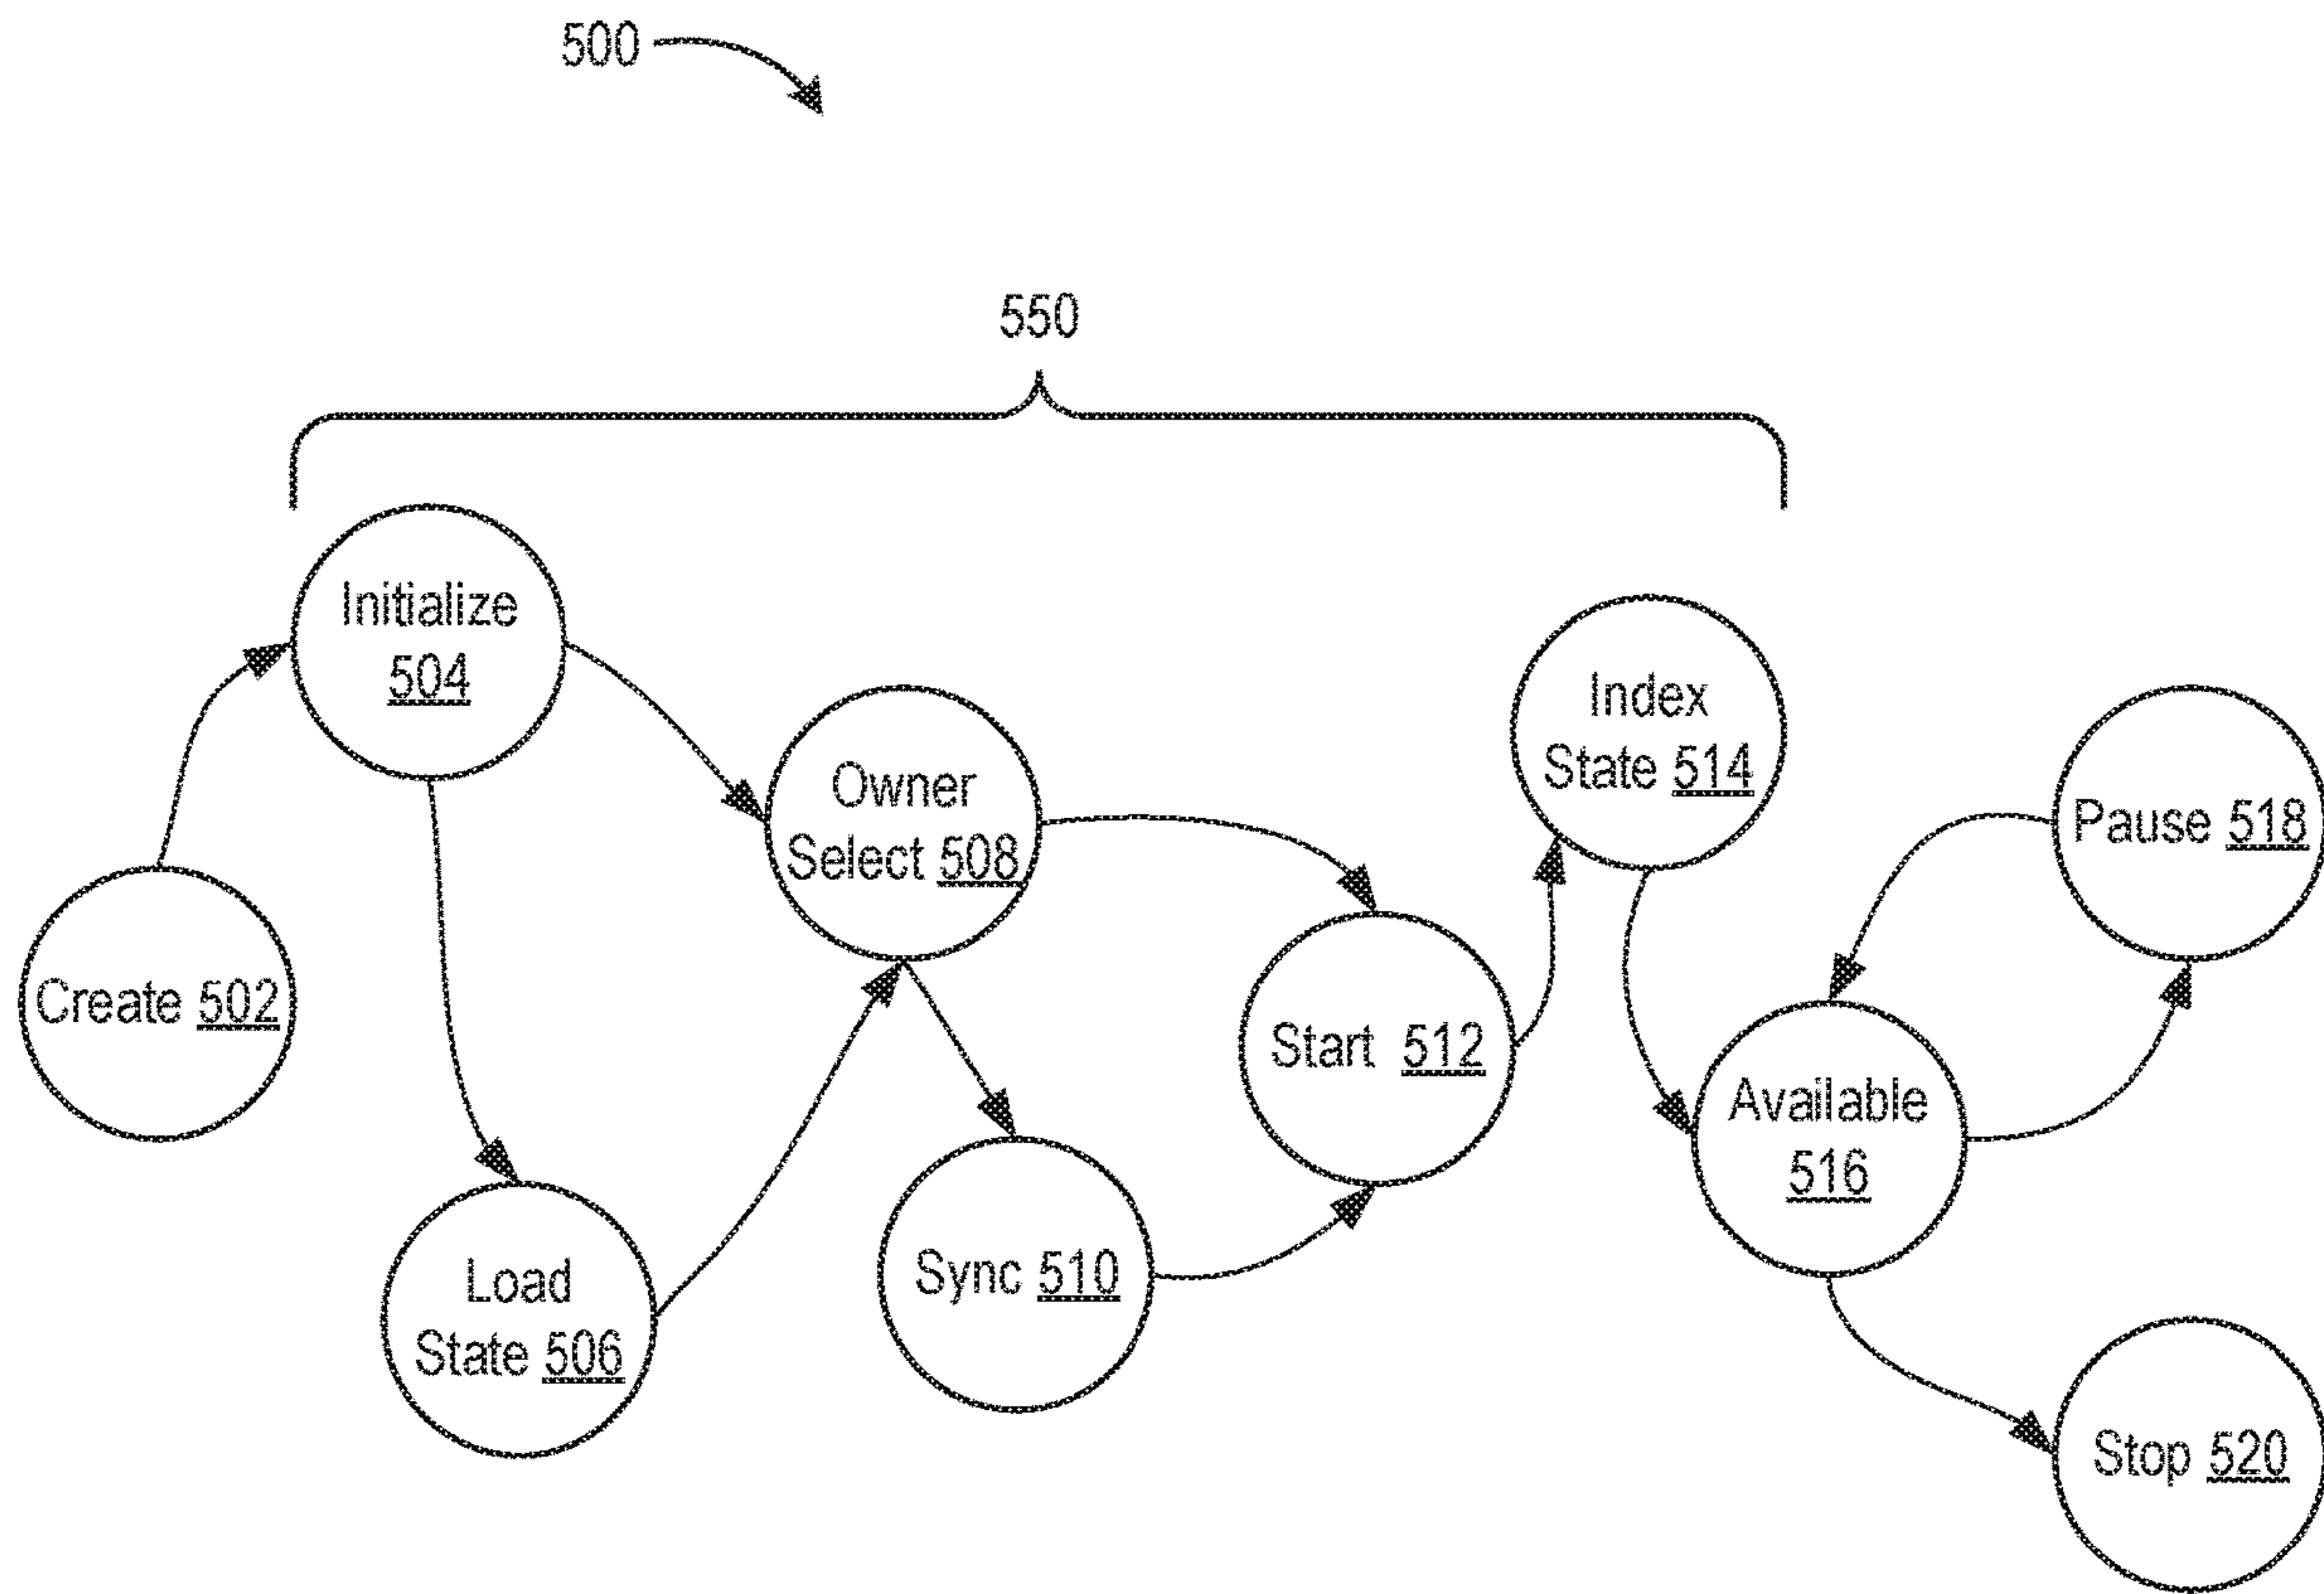 500
550
Initialize
504
Index
State 514
Owner
Select 508
Pause 518
Create 502
Start 512
Available
516
Sync 510
Load
State 506
Stop 520